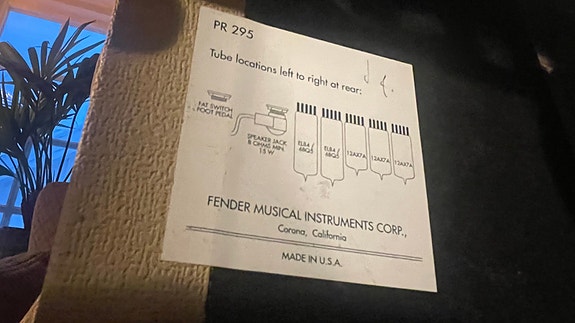 PR 295
Tube locations left to right at rear:
FAT SWITCH
FOOT PEDAL
SPEAKER JACK
8 OHMS MIN.
15 W
EL84 /
6BQ5
EL84 /
6BQ5
12AX7A
12AX7A
12AX7A
FENDER MUSICAL INSTRUMENTS CORP.,
Corona, California
MADE IN U.S.A.